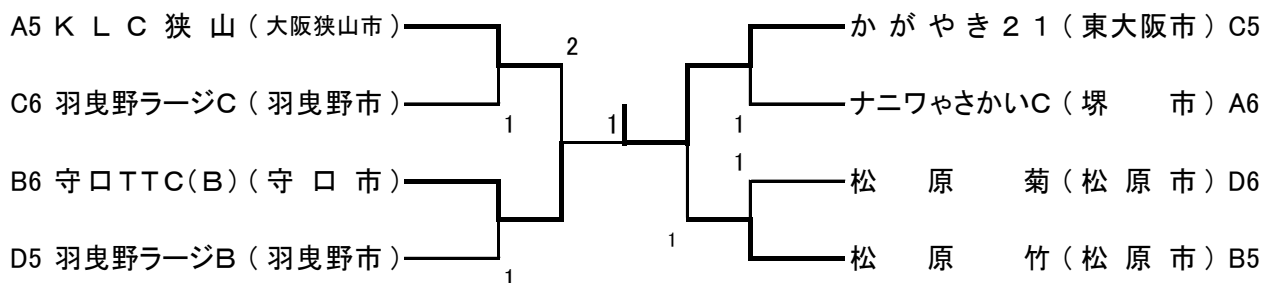 A5 KLC狭山(大阪狭山市)
2
かがやき21(東大阪市) C5
C6 羽曳野ラージC(羽曳野市)
1
1
1
ナニワゃさかいC(堺 市) A6
B6 守口TTC(B)(守口市)
1
松原 菊(松原市) D6
D5 羽曳野ラージB(羽曳野市)
1
1
松原 竹(松原市) B5